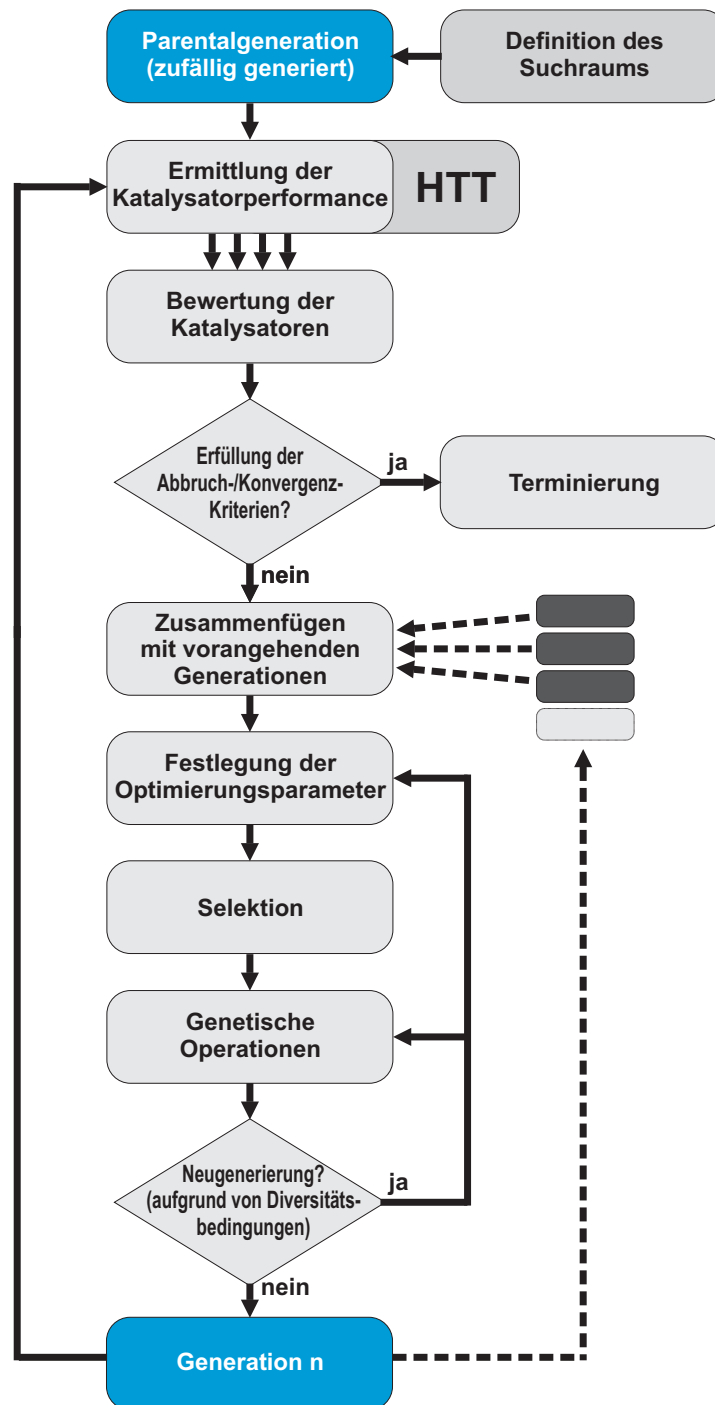 Parentalgeneration
(zufällig generiert)
Definition des
Suchraums
Ermittlung der
Katalysatorperformance
HTT
Bewertung der
Katalysatoren
Erfüllung der
Abbruch-/Konvergenz-
Kriterien?
ja
Terminierung
nein
Zusammenfügen
mit vorangehenden
Generationen
Festlegung der
Optimierungsparameter
Selektion
Genetische
Operationen
Neugenerierung?
(aufgrund von Diversitäts-
bedingungen)
ja
nein
Generation n